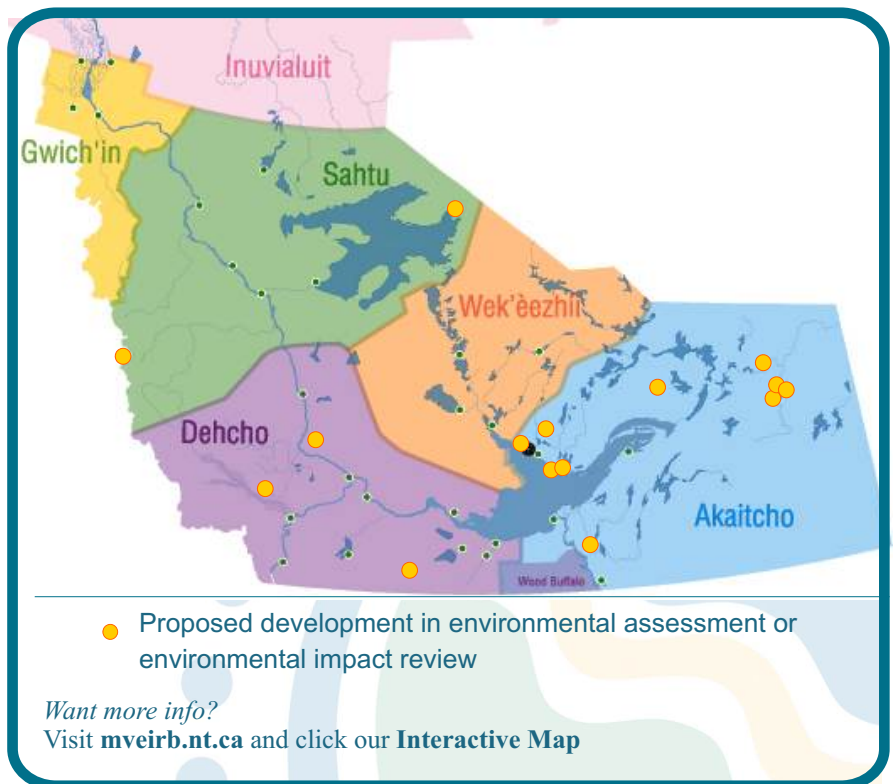 Inuvialuit
Gwich'in
Sahtu
Wek'èezhìi
Dehcho
Akaitcho
Wood Buffalo
Proposed development in environmental assessment or
environmental impact review
Want more info?
Visit mveirb.nt.ca and click our Interactive Map